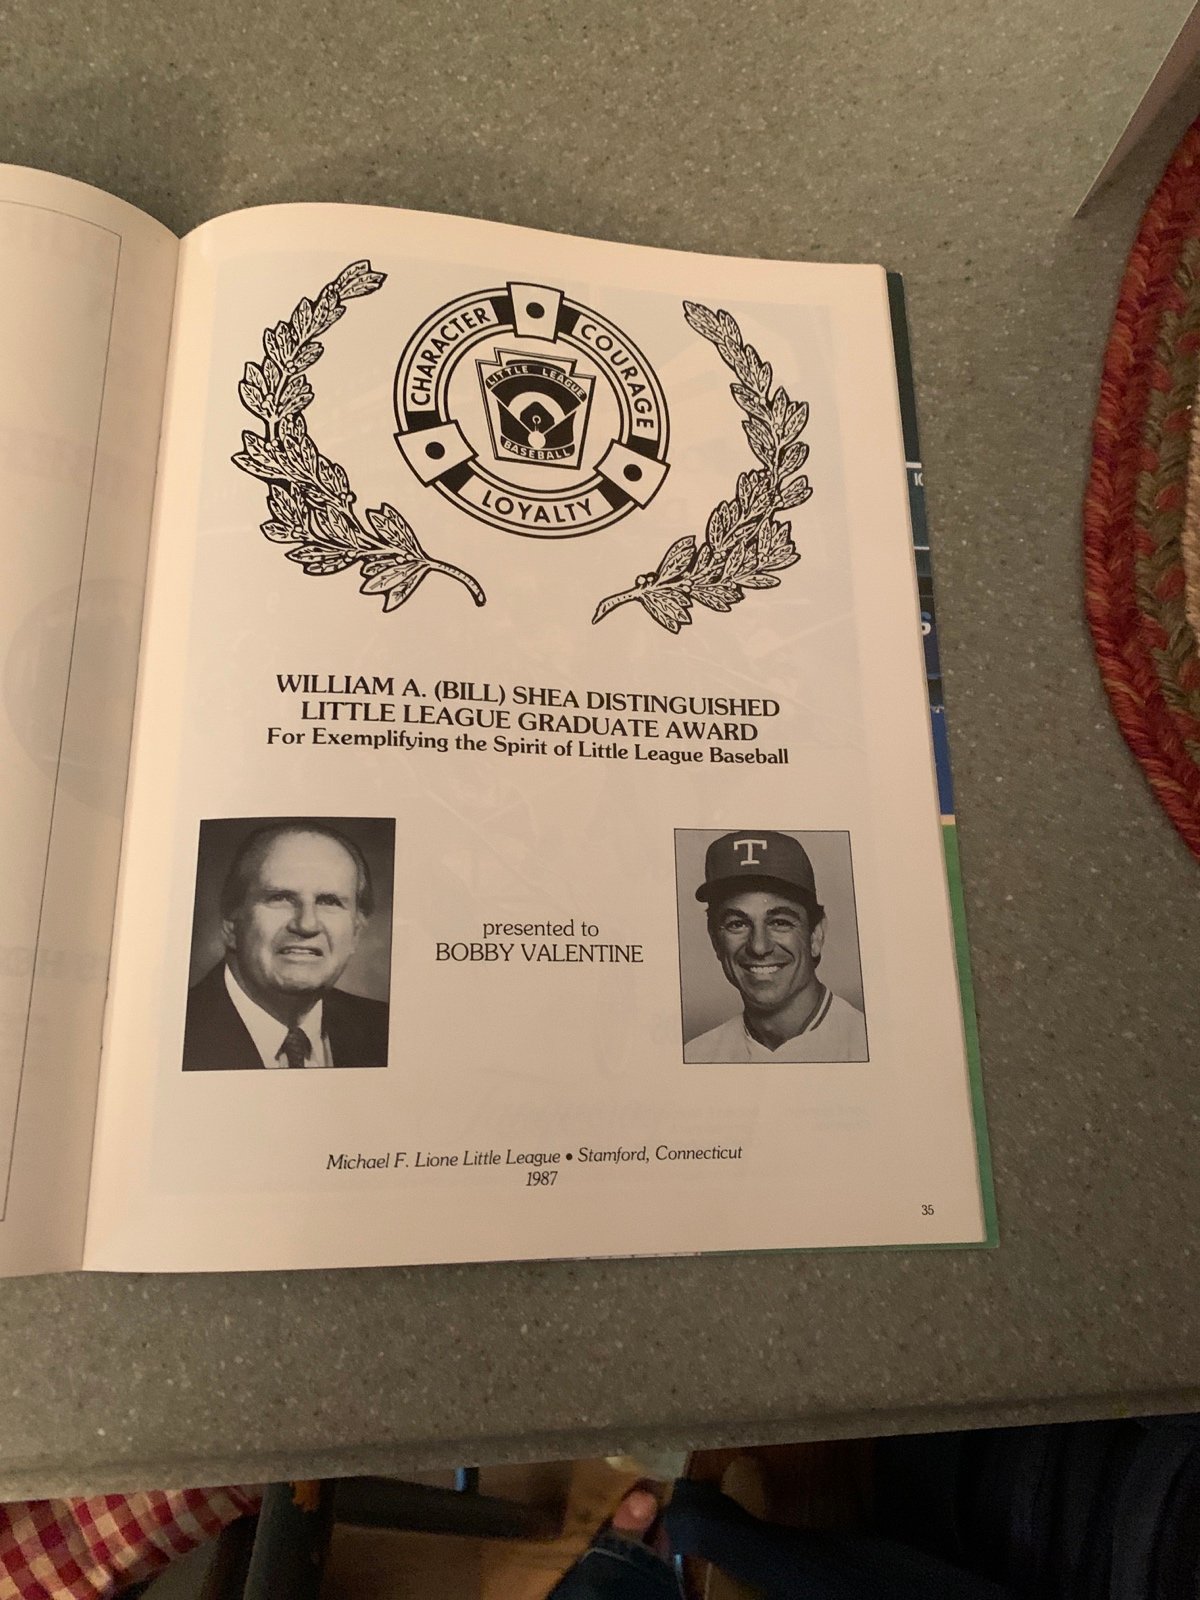 CHARACTER
COURAGE
LITTLE LEAGUE
BASEBALL
LOYALTY
WILLIAM A. (BILL) SHEA DISTINGUISHED
LITTLE LEAGUE GRADUATE AWARD
For Exemplifying the Spirit of Little League Baseball
T
presented to
BOBBY VALENTINE
Michael F. Lione Little League • Stamford, Connecticut
1987
35